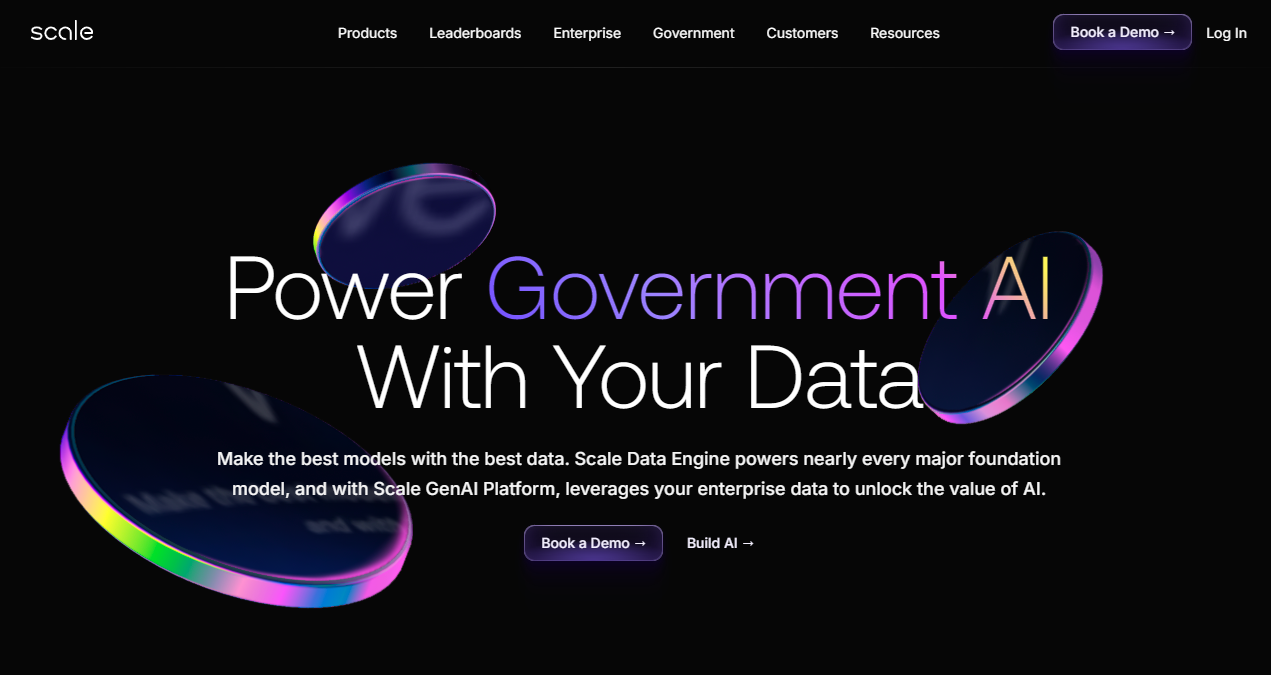 scale
Products
Leaderboards
Enterprise
Government
Customers
Resources
Book a Demo →
Log In
Power Government AI
With Your Data
Make the best models with the best data. Scale Data Engine powers nearly every major foundation
model, and with Scale GenAI Platform, leverages your enterprise data to unlock the value of AI.
Book a Demo →
Build AI →